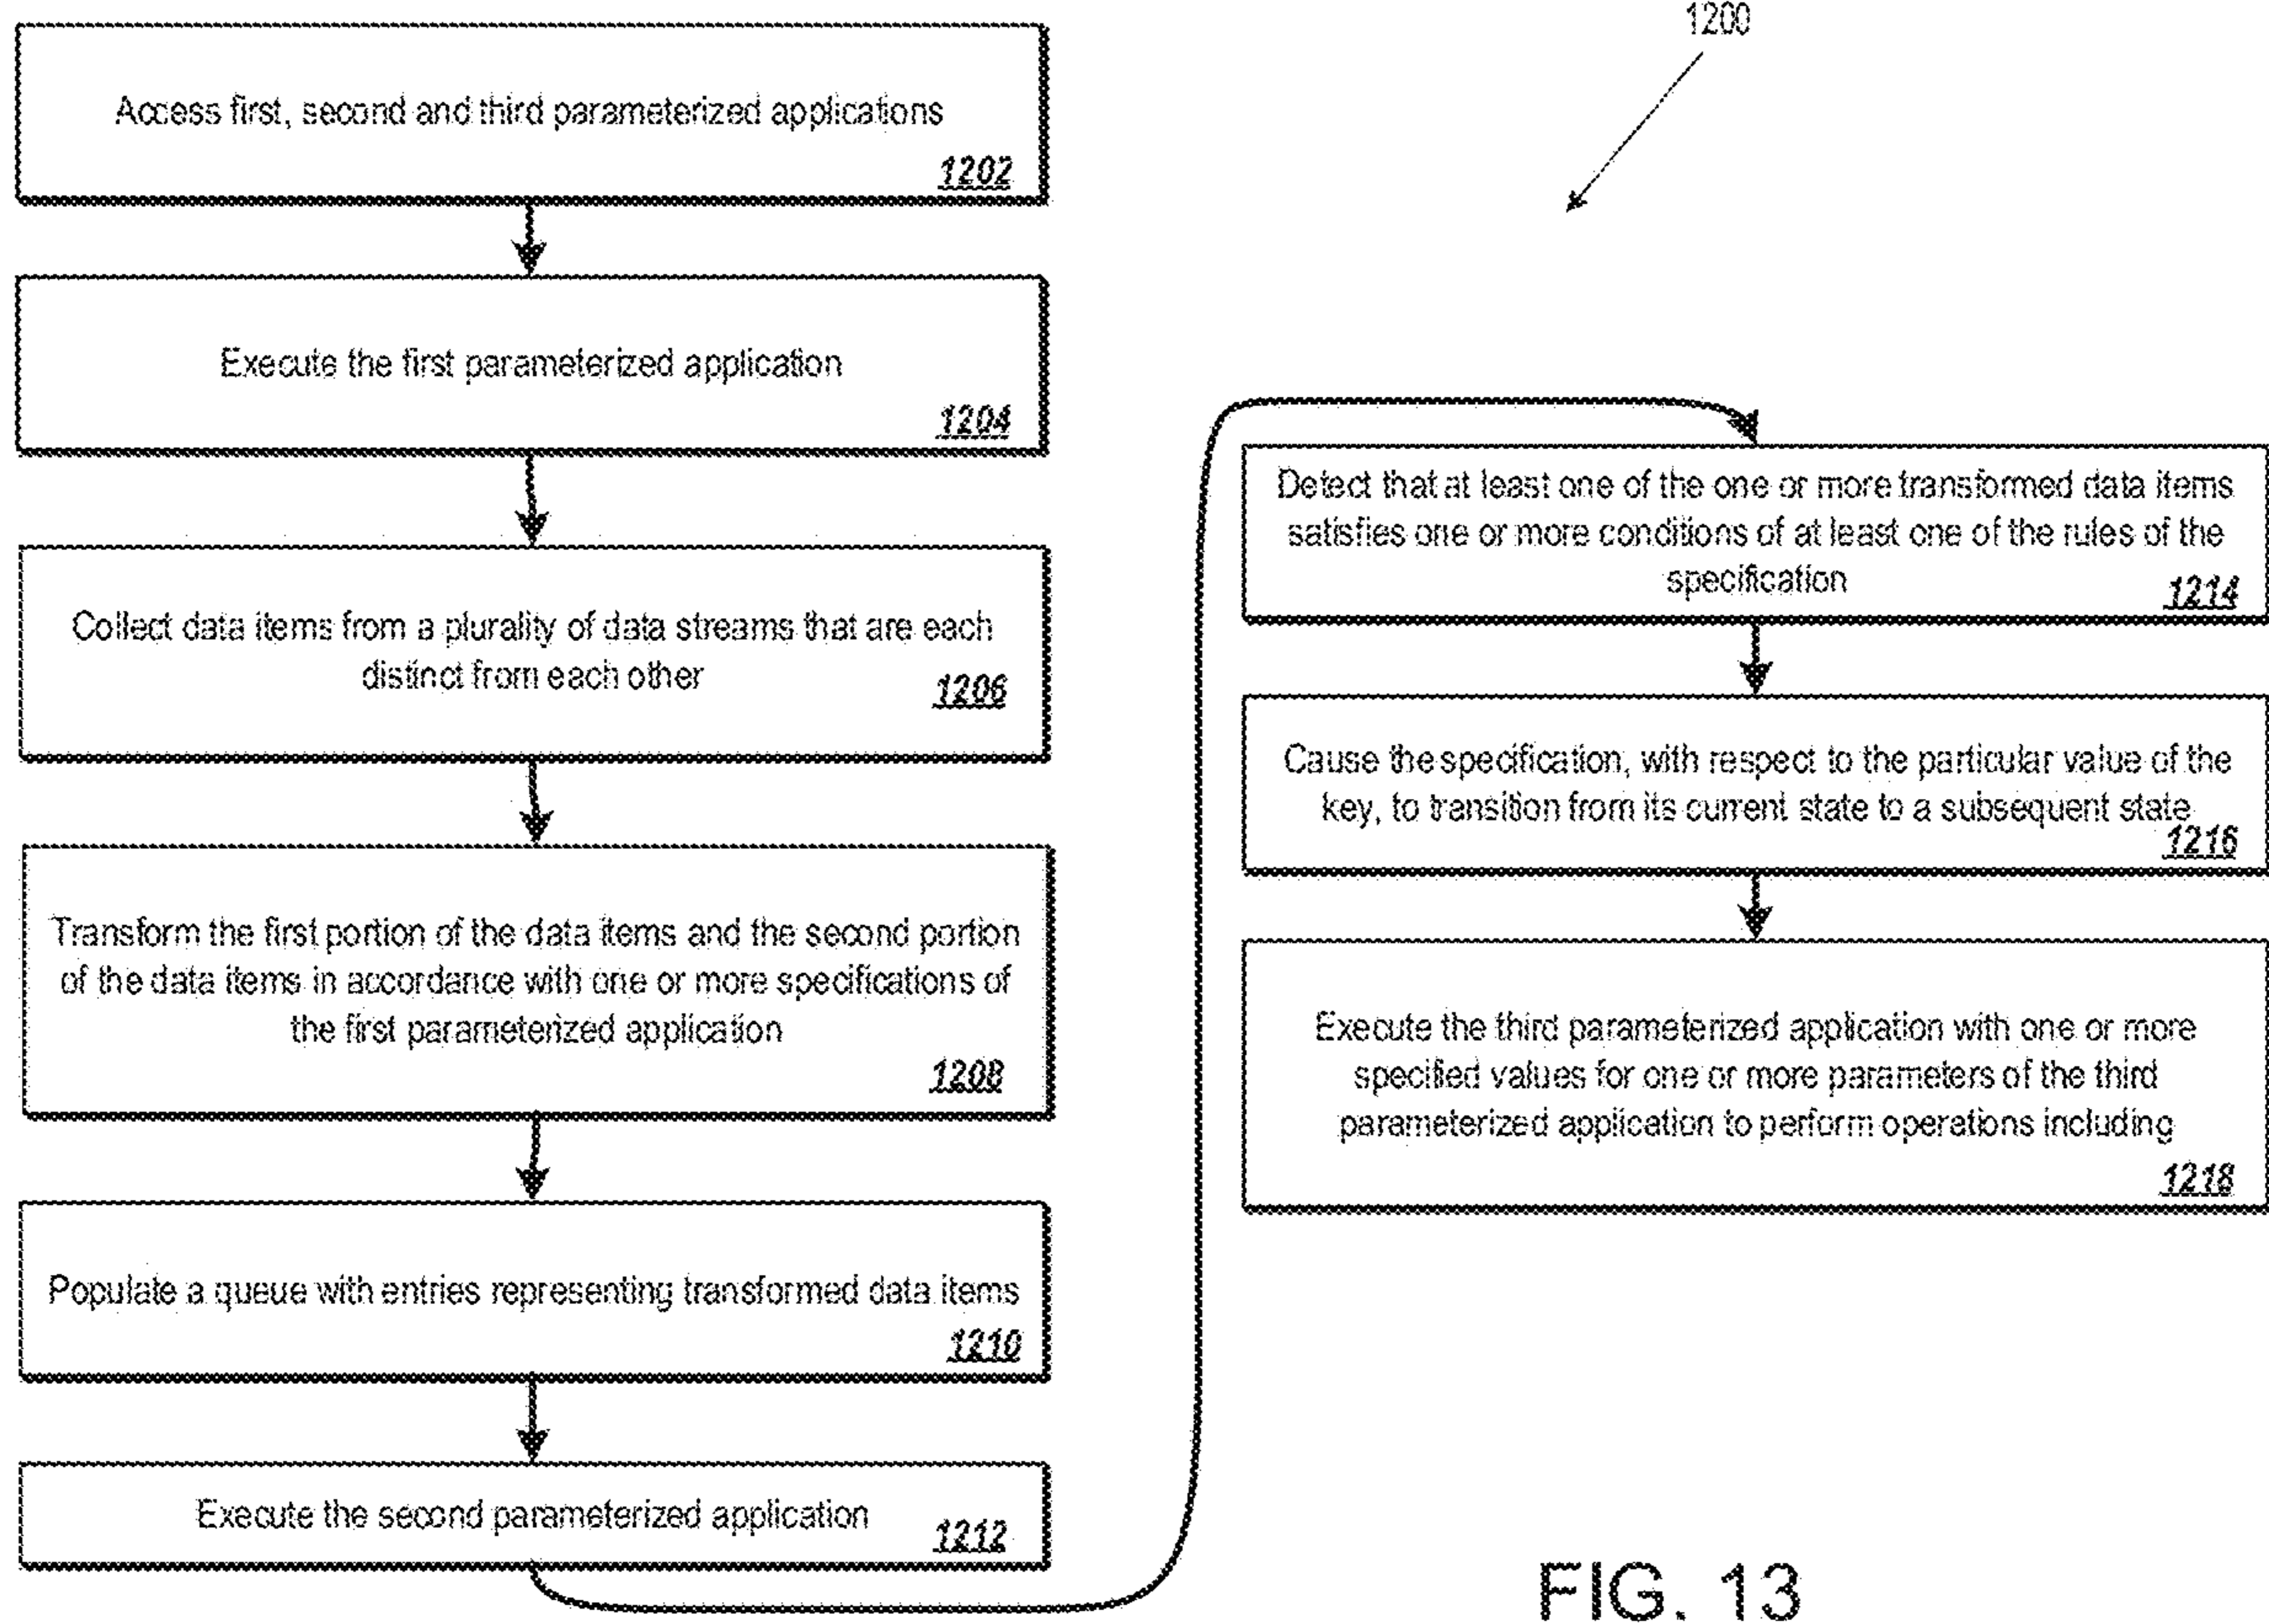 1200
Access first, second and third parameterized applications
1202
Execute the first parameterized application
1204
Collect data items from a plurality of data streams that are each
distinct from each other
1206
Transform the first portion of the data items and the second portion
of the data items in accordance with one or more specifications of
the first parameterized application
1208
Populate a queue with entries representing transformed data items
1210
Execute the second parameterized application
1212
Detect that at least one of the one or more transformed data items
satisfies one or more conditions of at least one of the rules of the
specification
1214
Cause the specification, with respect to the particular value of the
key, to transition from its current state to a subsequent state
1216
Execute the third parameterized application with one or more
specified values for one or more parameters of the third
parameterized application to perform operations including
1218
FIG. 13